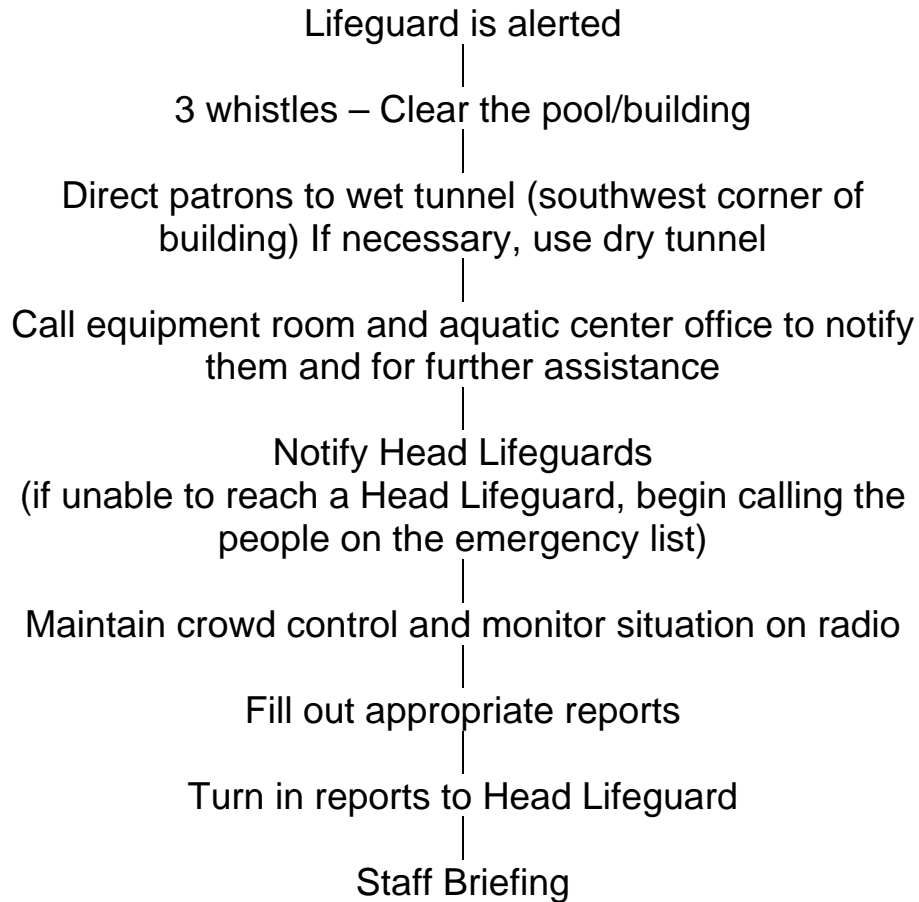 Lifeguard is alerted
3 whistles – Clear the pool/building
Direct patrons to wet tunnel (southwest corner of
building) If necessary, use dry tunnel
Call equipment room and aquatic center office to notify
them and for further assistance
Notify Head Lifeguards
(if unable to reach a Head Lifeguard, begin calling the
people on the emergency list)
Maintain crowd control and monitor situation on radio
Fill out appropriate reports
Turn in reports to Head Lifeguard
Staff Briefing